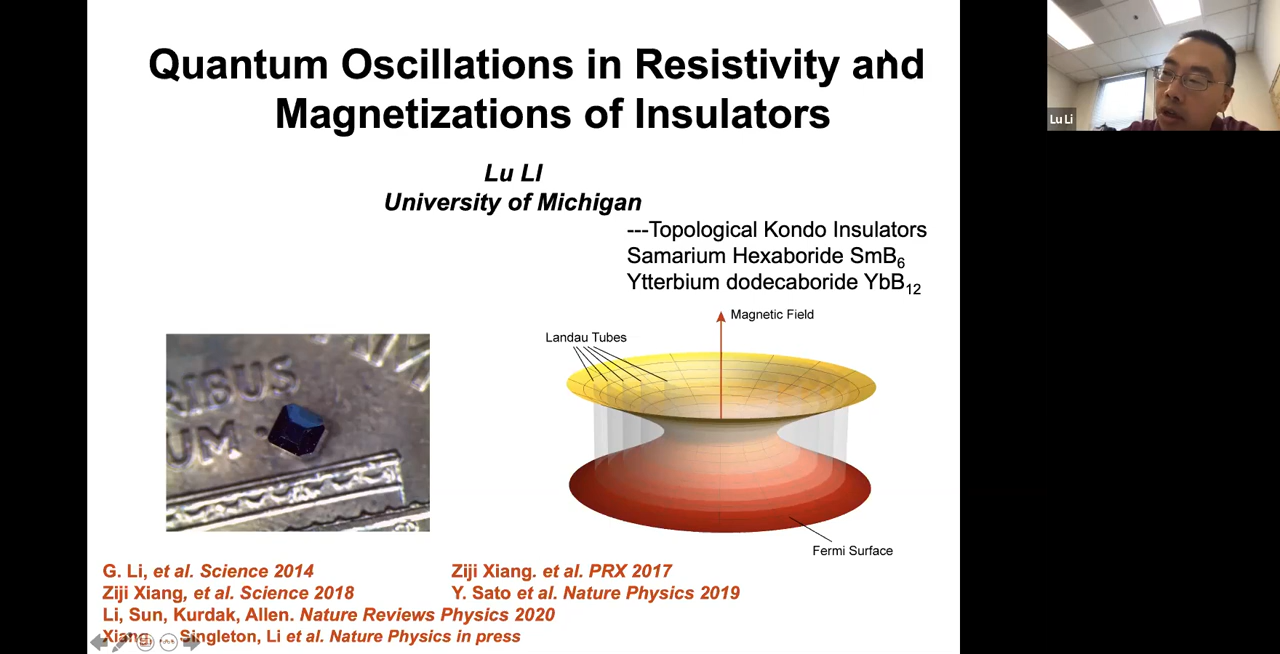 Quantum Oscillations in Resistivity and
Magnetizations of Insulators
Lu LI
University of Michigan
---Topological Kondo Insulators
Samarium Hexaboride SmB6
Ytterbium dodecaboride YbB12
Magnetic Field
Landau Tubes
Fermi Surface
RIBUS
UM
G. Li, et al. Science 2014
Ziji Xiang. et al. PRX 2017
Ziji Xiang, et al. Science 2018
Y. Sato et al. Nature Physics 2019
Li, Sun, Kurdak, Allen. Nature Reviews Physics 2020
Xiang Singleton, Li et al. Nature Physics in press
Lu Li